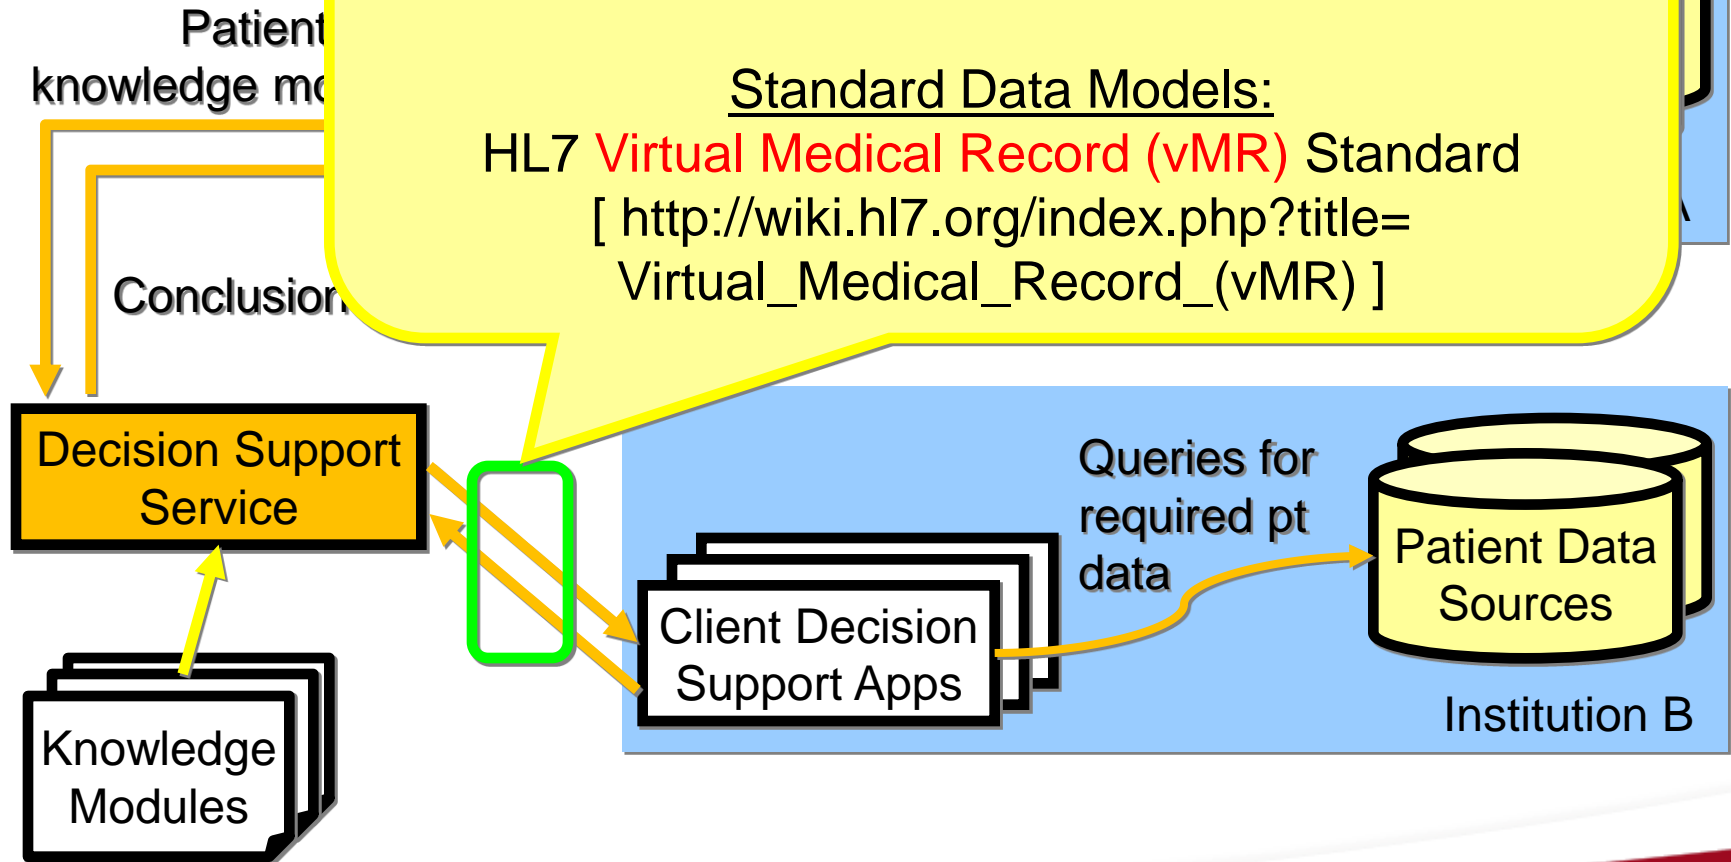 Patient
knowledge
Standard Data Models:
HL7 Virtual Medical Record (vMR) Standard
[ http://wiki.hl7.org/index.php?title=
Virtual_Medical_Record_(vMR) ]
Conclusion
Decision Support
Service
Queries for
required pt
data
Patient Data
Sources
Client Decision
Support Apps
Institution B
Knowledge
Modules